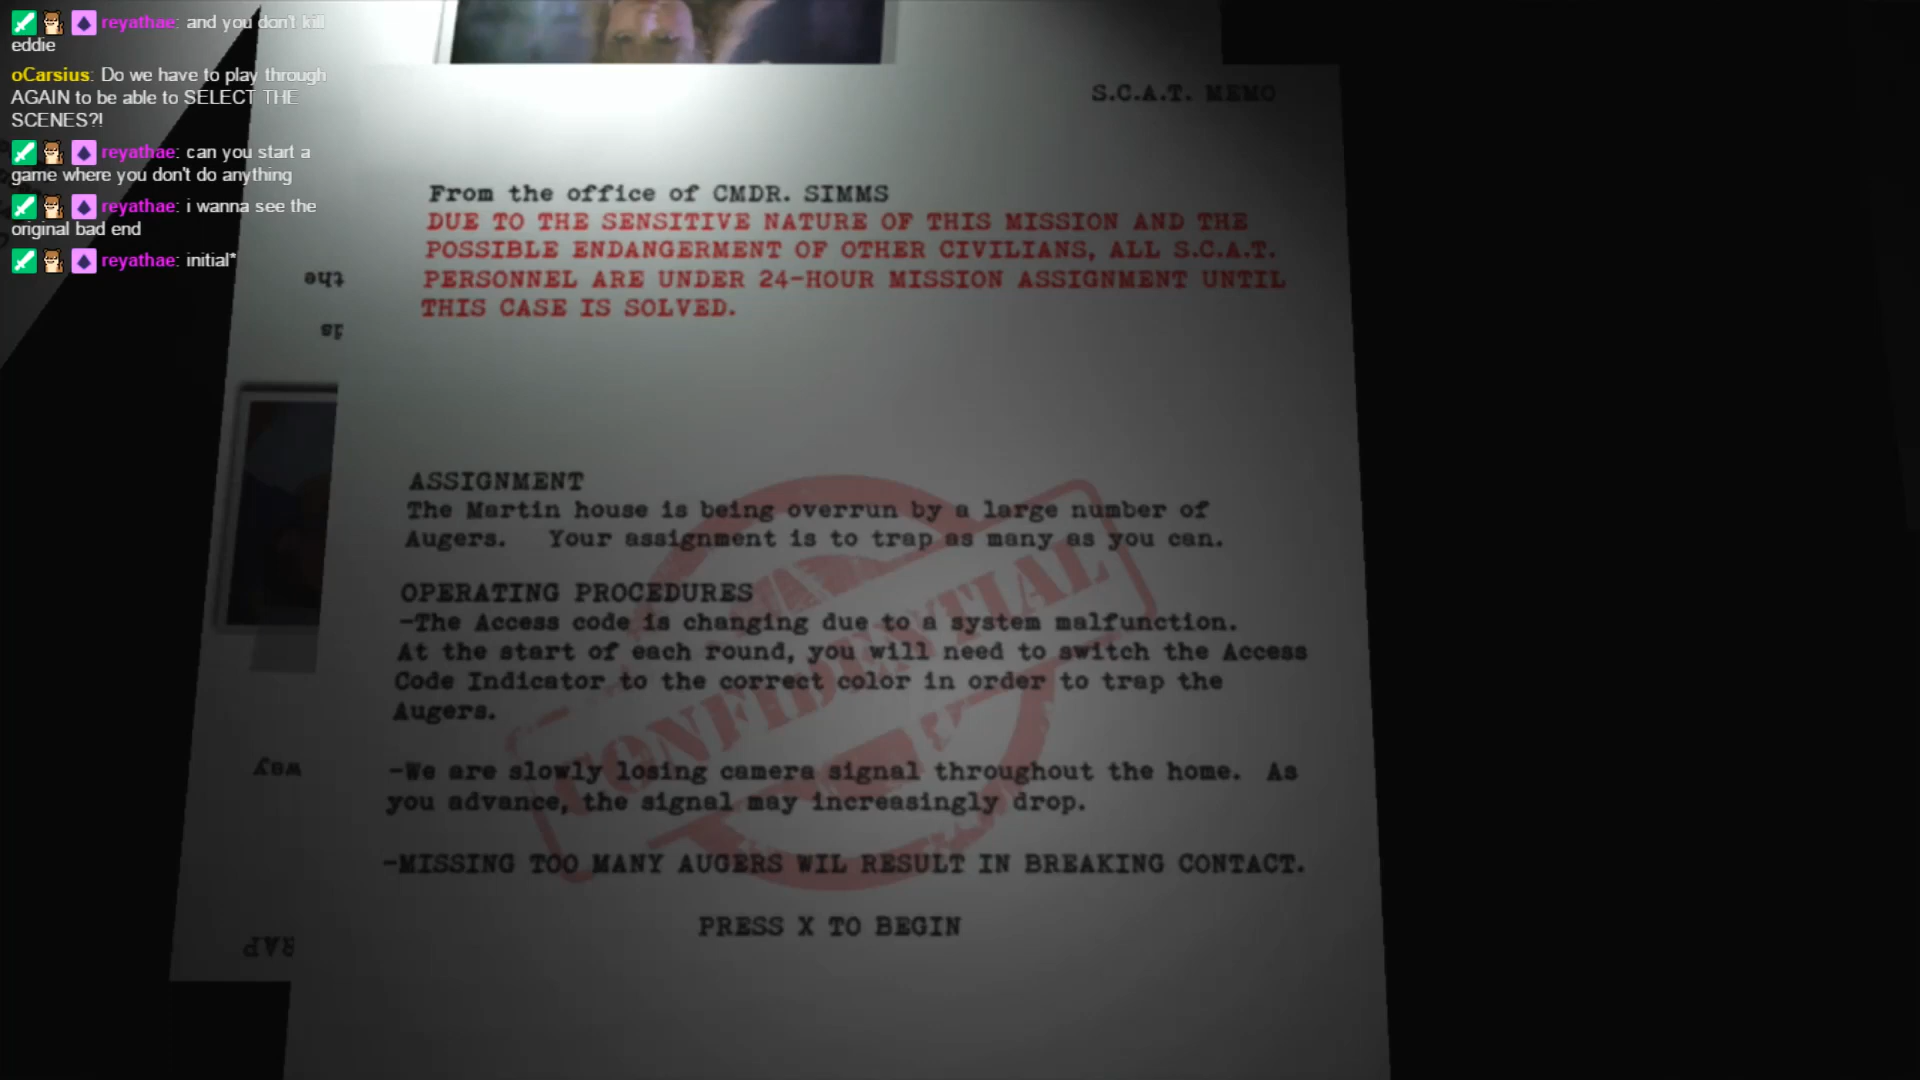 reyathae: and you don't kill
eddie
oCarsius: Do we have to play through
AGAIN to be able to SELECT THE
SCENES?!
reyathae: can you start a
game where you don't do anything
reyathae: i wanna see the
original bad end
reyathae: initial*
S.C.A.T. MEMO
From the office of CMDR. SIMMS
DUE TO THE SENSITIVE NATURE OF THIS MISSION AND THE
POSSIBLE ENDANGERMENT OF OTHER CIVILIANS, ALL S.C.A.T.
PERSONNEL ARE UNDER 24-HOUR MISSION ASSIGNMENT UNTIL
THIS CASE IS SOLVED.
the
is
ASSIGNMENT
The Martin house is being overrun by a large number of
Augers. Your assignment is to trap as many as you can.
OPERATING PROCEDURES
-The Access code is changing due to a system malfunction.
At the start of each round, you will need to switch the Access
Code Indicator to the correct color in order to trap the
Augers.
CONFIDENTIAL
way
-We are slowly losing camera signal throughout the home. As
you advance, the signal may increasingly drop.
-MISSING TOO MANY AUGERS WIL RESULT IN BREAKING CONTACT.
PRESS X TO BEGIN
RAP